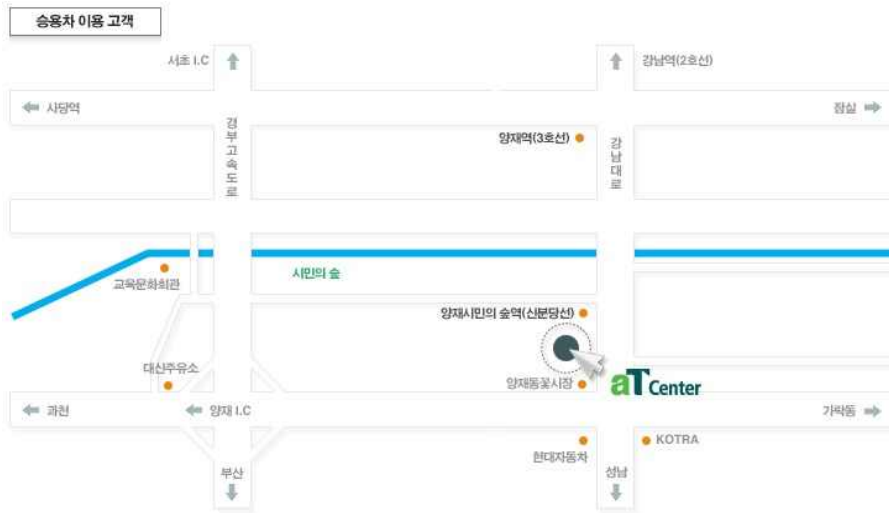 승용차 이용 고객
서초 I.C
강남역(2호선)
사당역
잠실
경부고속도로
양재역(3호선)
강남대로
시민의 숲
교육문화회관
양재시민의 숲역(신분당선)
대신주유소
양재동꽃시장
aT Center
과천
양재 I.C
가락동
현대자동차
KOTRA
부산
성남